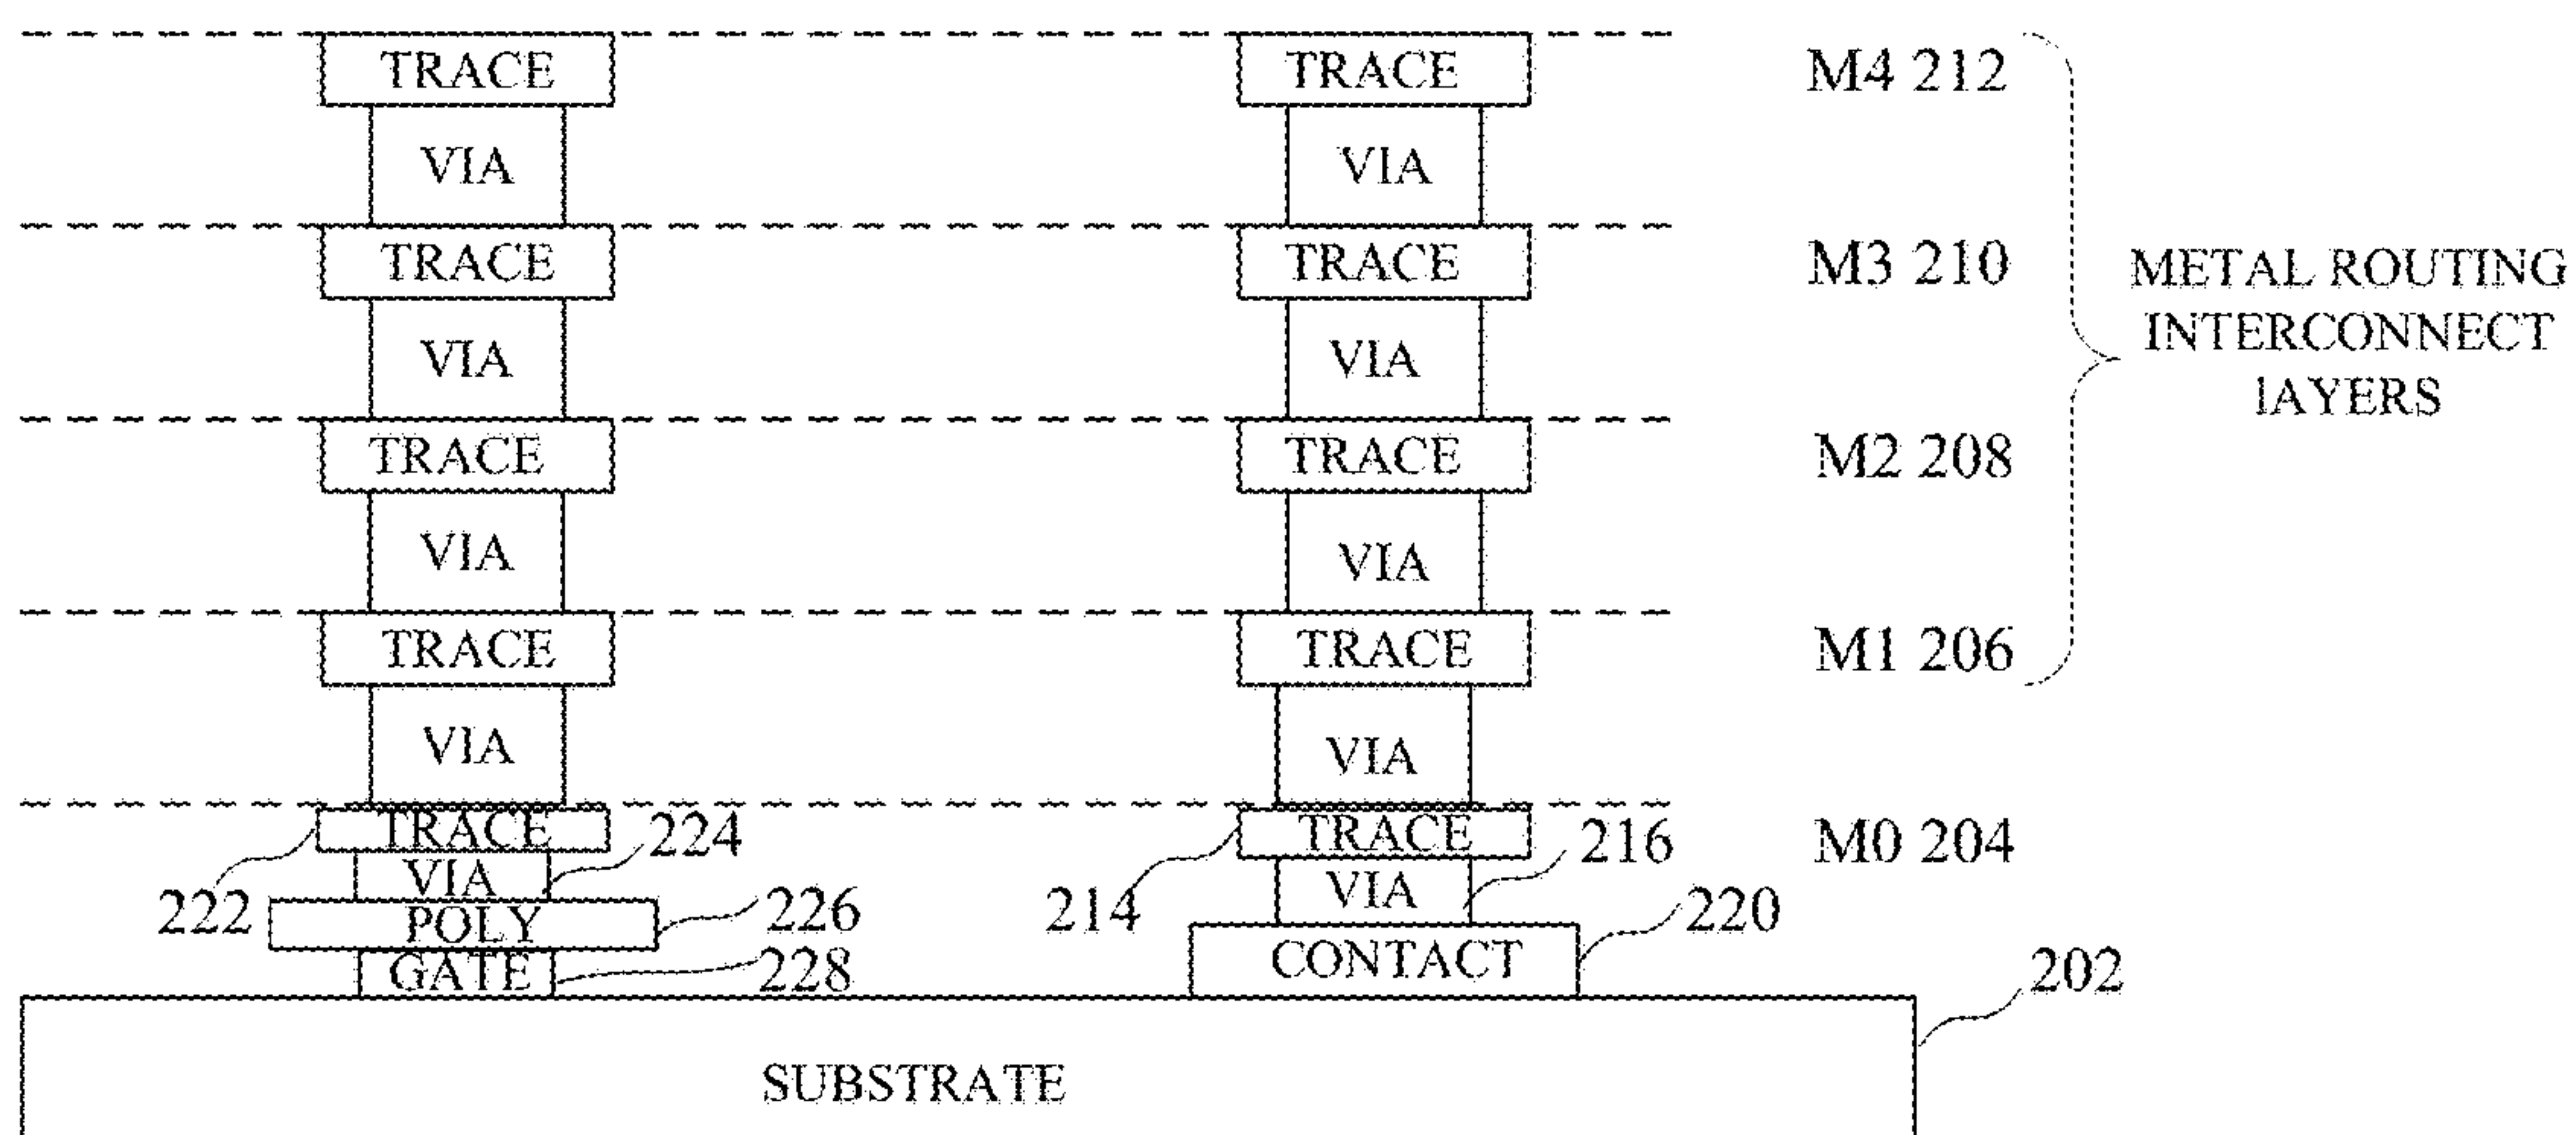 TRACE TRACE M4 212
VIA VIA
TRACE TRACE M3 210 METAL ROUTING
INTERCONNECT
VIA VIA
LAYERS
TRACE TRACE M2 208
VIA VIA
TRACE TRACE M1 206
VIA VIA
TRACE 224 TRACE 216 M0 204
VIA VIA
222 POLY 226 214 220
GATE 228 CONTACT 202
SUBSTRATE